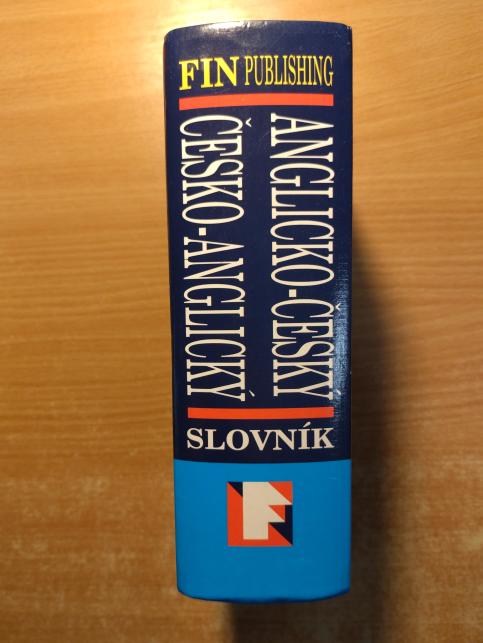 FIN PUBLISHING
ANGLICKO-ČESKÝ
ČESKO-ANGLICKÝ
SLOVNÍK
F